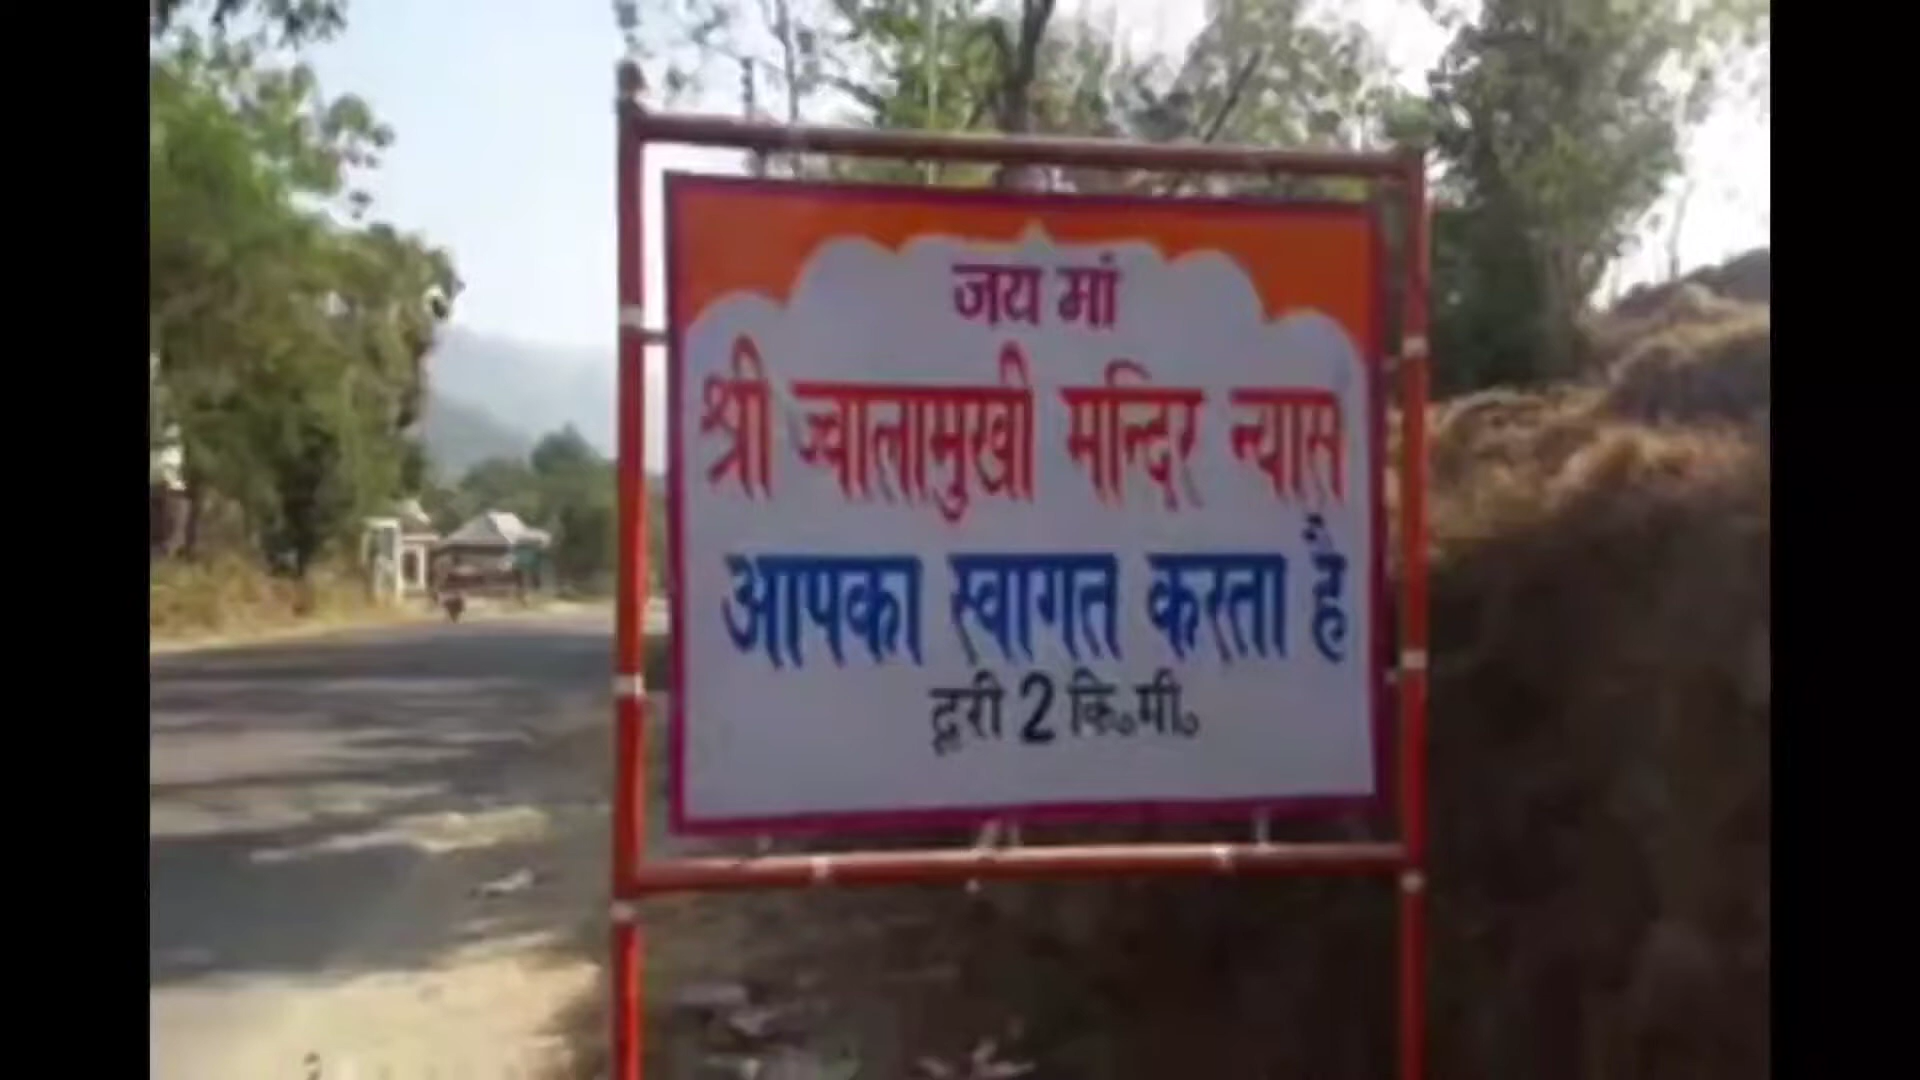 जय मां
श्री ज्वालामुखी मन्दिर न्यास
आपका स्वागत करता है
दूरी 2 कि॰मी॰